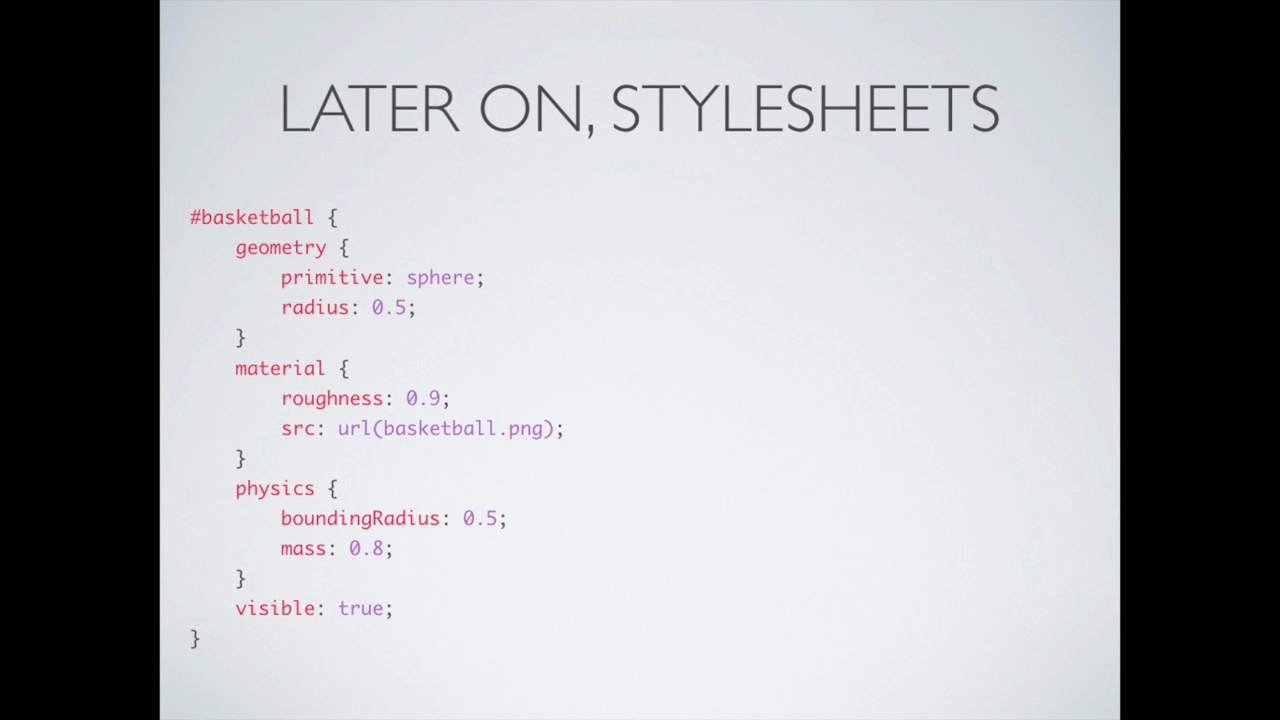 LATER ON, STYLESHEETS
#basketball {
    geometry {
        primitive: sphere;
        radius: 0.5;
    }
    material {
        roughness: 0.9;
        src: url(basketball.png);
    }
    physics {
        boundingRadius: 0.5;
        mass: 0.8;
    }
    visible: true;
}